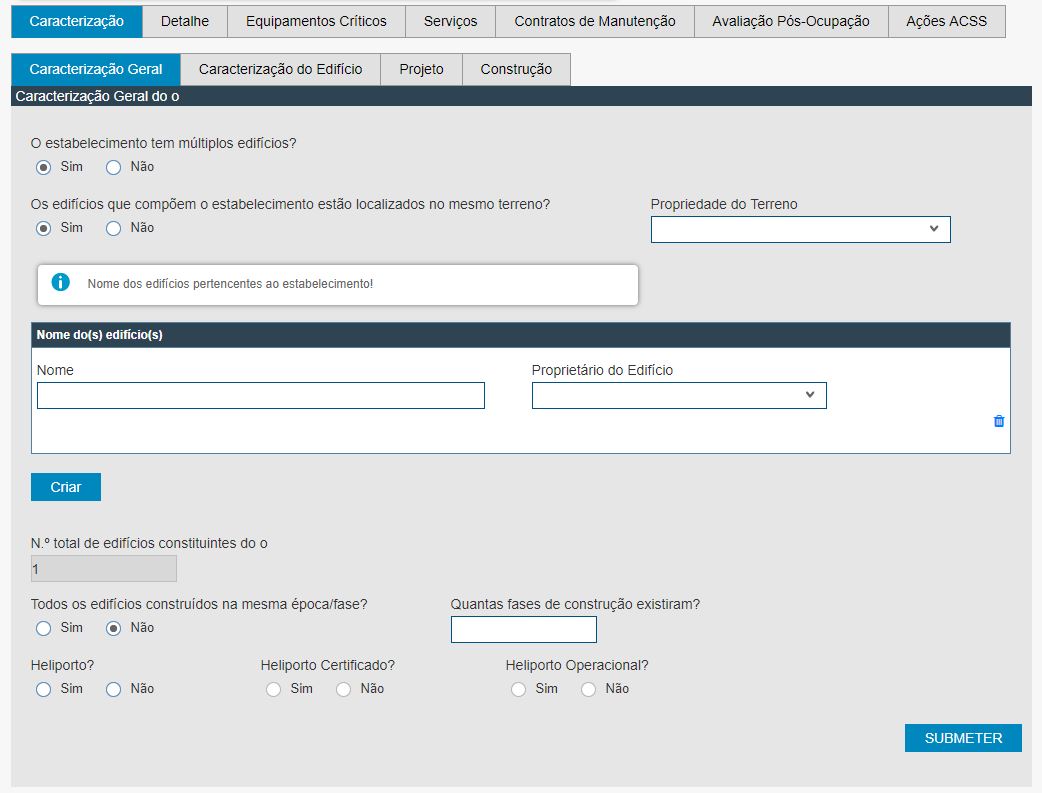 Caracterização Detalhe Equipamentos Críticos Serviços Contratos de Manutenção Avaliação Pós-Ocupação Ações ACSS
Caracterização Geral Caracterização do Edifício Projeto Construção
Caracterização Geral do o
O estabelecimento tem múltiplos edifícios?
Sim Não
Os edifícios que compõem o estabelecimento estão localizados no mesmo terreno? Propriedade do Terreno
Sim Não
Nome dos edifícios pertencentes ao estabelecimento!
Nome do(s) edifício(s)
Nome Proprietário do Edifício
Criar
N.º total de edifícios constituintes do o
1
Todos os edifícios construídos na mesma época/fase? Quantas fases de construção existiram?
Sim Não
Heliporto? Heliporto Certificado? Heliporto Operacional?
Sim Não Sim Não Sim Não
SUBMETER